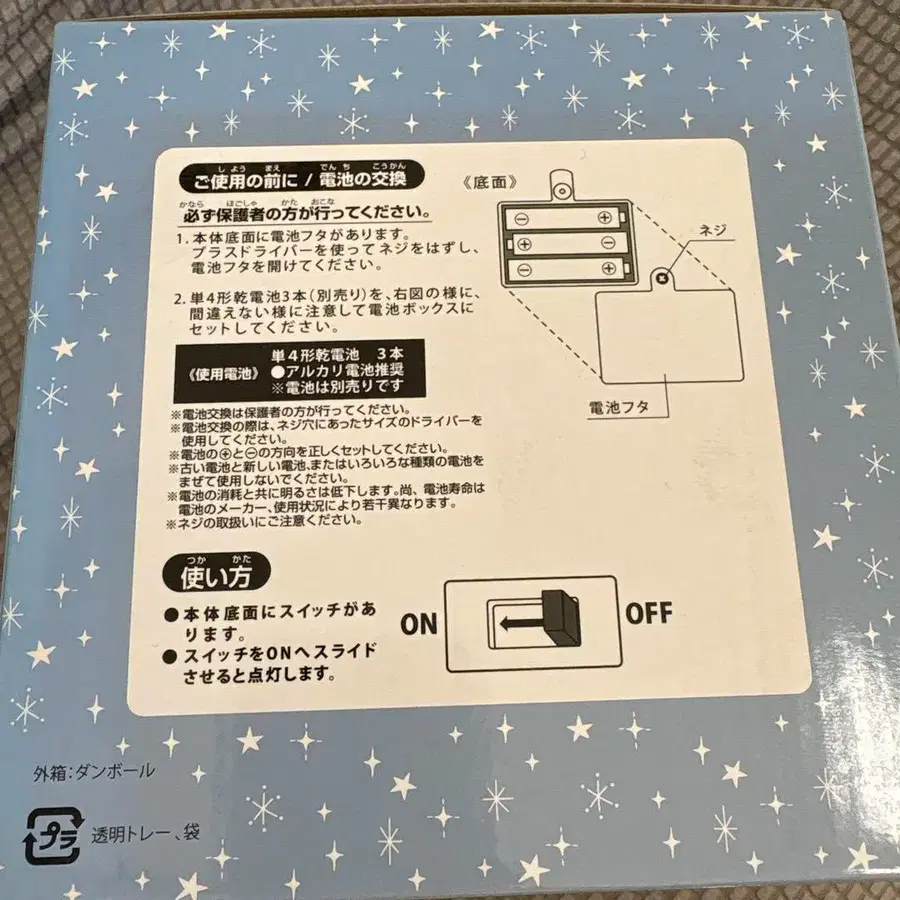 ご使用の前に / 電池の交換
必ず保護者の方が行ってください。
1. 本体底面に電池フタがあります。
プラスドライバーを使ってネジをはずし、
電池フタを開けてください。
2. 単4形乾電池3本(別売り)を、右図の様に、
間違えない様に注意して電池ボックスに
セットしてください。
《使用電池》
単4形乾電池 3本
●アルカリ電池推奨
※電池は別売りです
※電池交換は保護者の方が行ってください。
※電池交換の際は、ネジ穴にあったサイズのドライバーを
使用してください。
※電池の⊕と⊖の方向を正しくセットしてください。
※古い電池と新しい電池、またはいろいろな種類の電池を
まぜて使用しないでください。
※電池の消耗と共に明るさは低下します。尚、電池寿命は
電池のメーカー、使用状況により若干異なります。
※ネジの取扱いにご注意ください。
《底面》
⊖ ⊕
⊕ ⊖
⊖ ⊕
ネジ
電池フタ
使い方
●本体底面にスイッチがあ
ります。
●スイッチをONへスライド
させると点灯します。
ON
OFF
外箱:ダンボール
プラ
透明トレー、袋